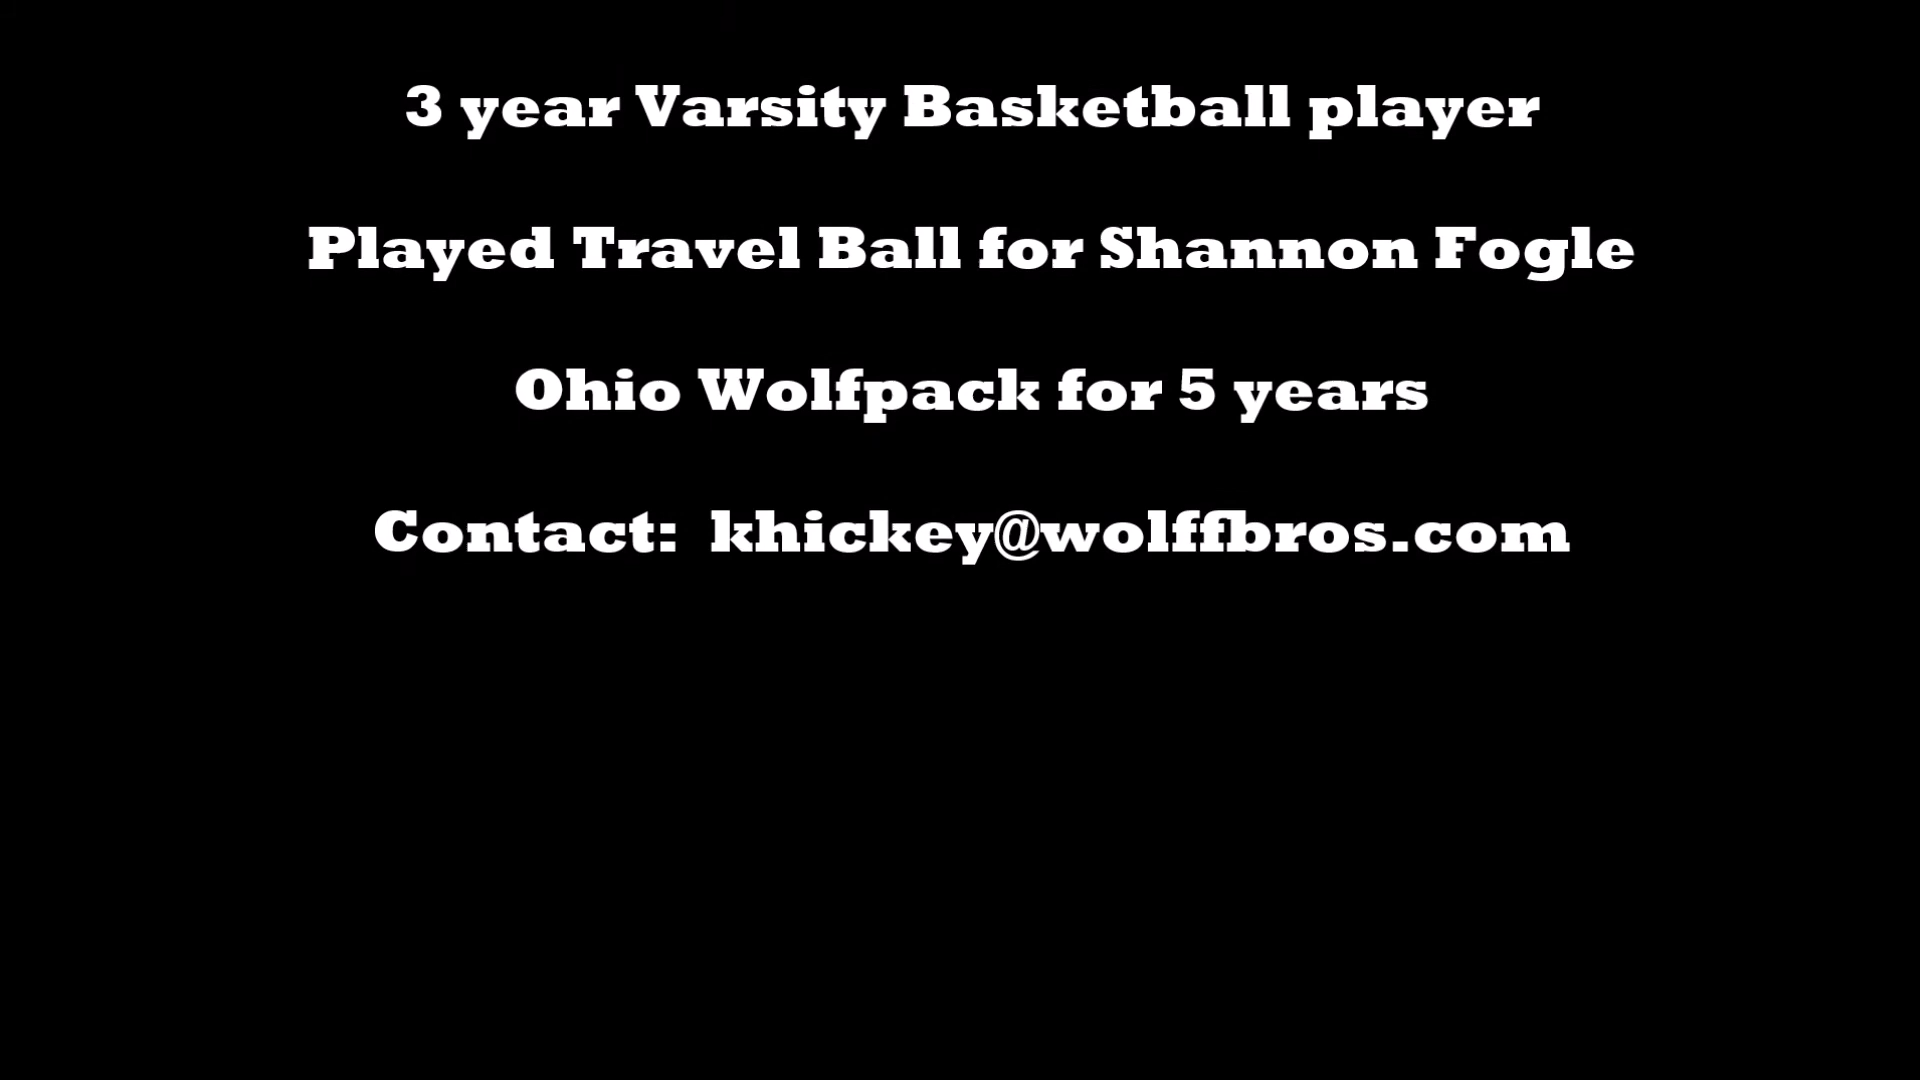 3 year Varsity Basketball player
Played Travel Ball for Shannon Fogle
Ohio Wolfpack for 5 years
Contact:  khickey@wolffbros.com